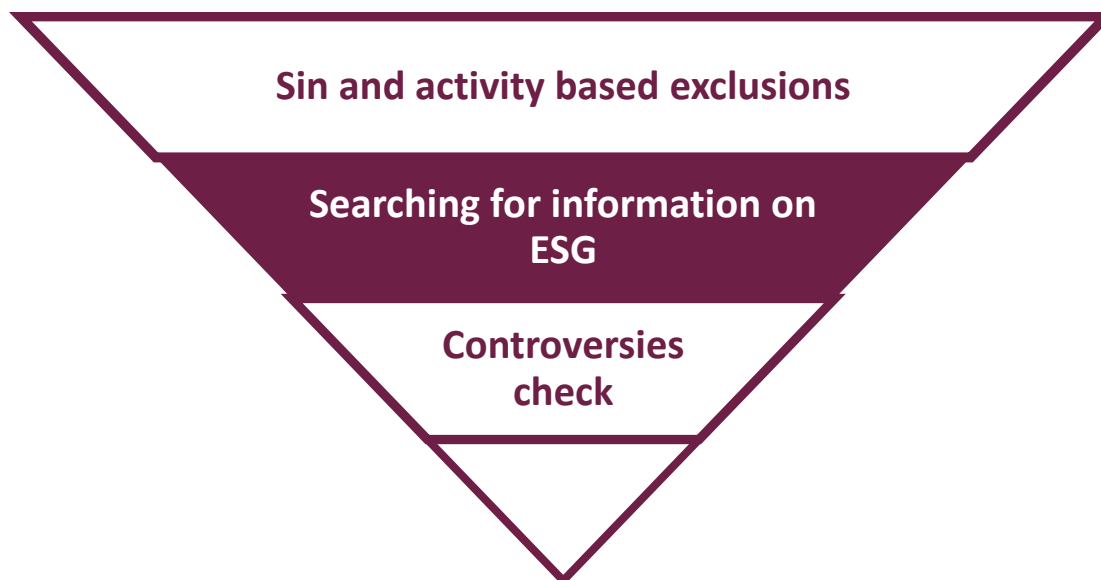 Sin and activity based exclusions
Searching for information on
ESG
Controversies
check